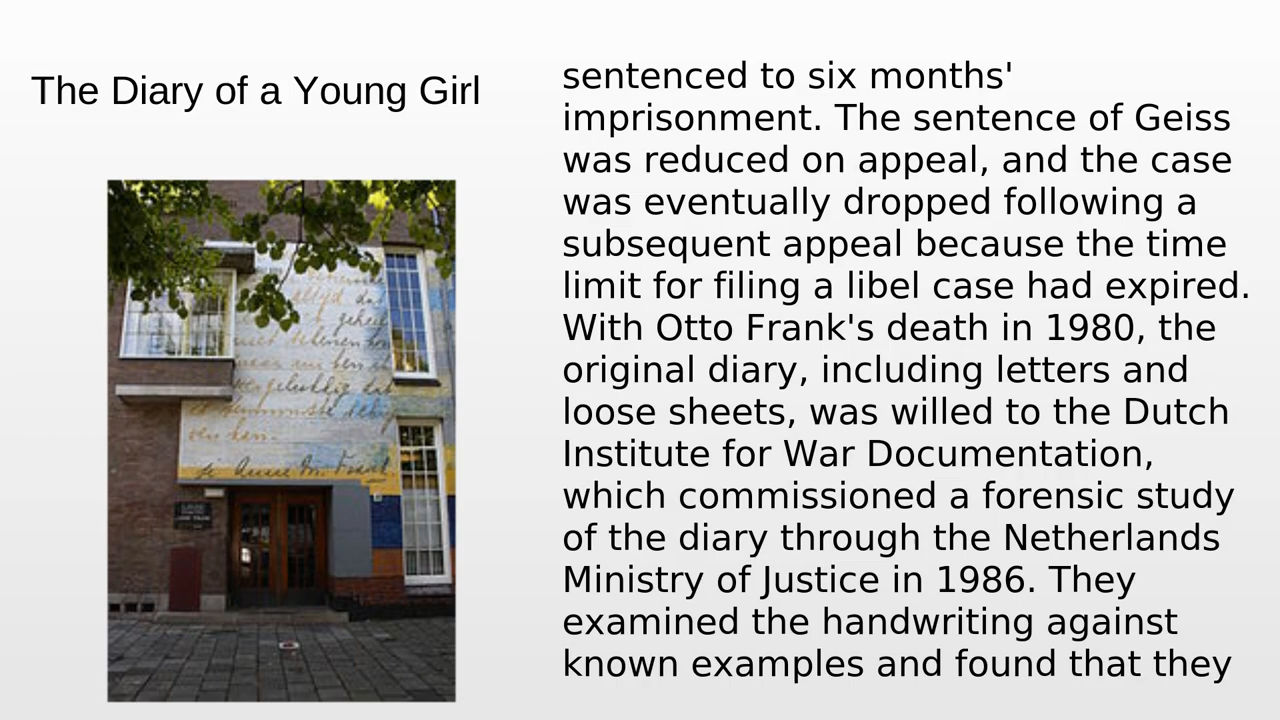 The Diary of a Young Girl
sentenced to six months'
imprisonment. The sentence of Geiss
was reduced on appeal, and the case
was eventually dropped following a
subsequent appeal because the time
limit for filing a libel case had expired.
With Otto Frank's death in 1980, the
original diary, including letters and
loose sheets, was willed to the Dutch
Institute for War Documentation,
which commissioned a forensic study
of the diary through the Netherlands
Ministry of Justice in 1986. They
examined the handwriting against
known examples and found that they